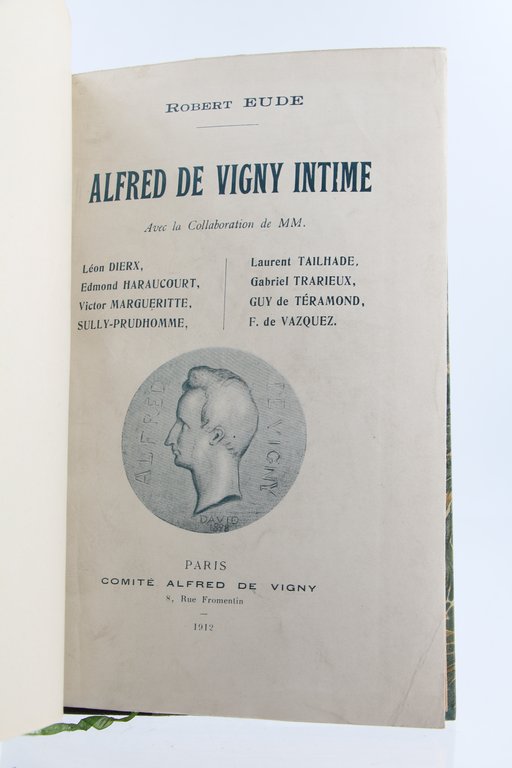 ROBERT EUDE
ALFRED DE VIGNY INTIME
Avec la Collaboration de MM.
Léon DIERX,
Edmond HARAUCOURT,
Victor MARGUERITTE,
SULLY-PRUDHOMME,
Laurent TAILHADE,
Gabriel TRARIEUX,
GUY de TÉRAMOND,
F. de VAZQUEZ.
ALFRED DE VIGNY
DAVID
1828
PARIS
COMITÉ ALFRED DE VIGNY
8, Rue Fromentin
1912